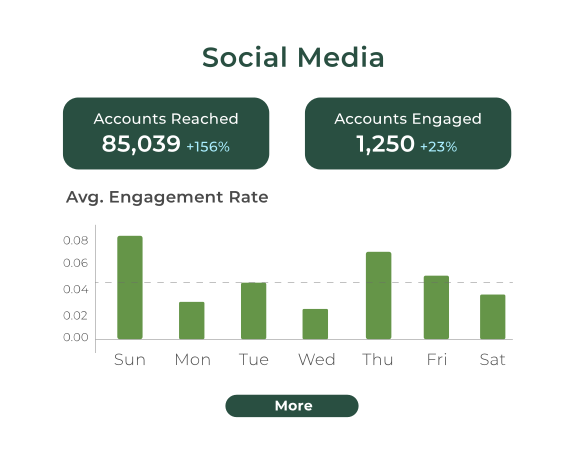 Social Media
Accounts Reached
85,039 +156%
Accounts Engaged
1,250 +23%
Avg. Engagement Rate
0.08
0.06
0.04
0.02
0.00
Sun Mon Tue Wed Thu Fri Sat
More